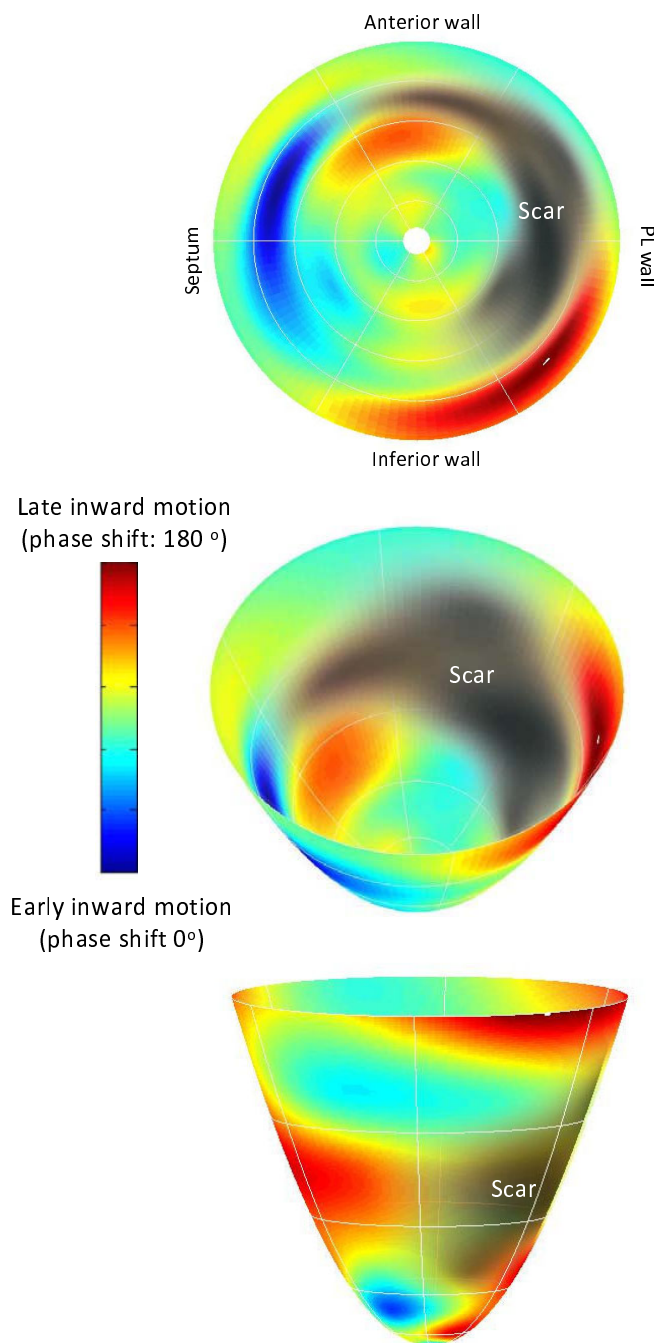 Anterior wall
Scar
Septum
PL wall
Inferior wall
Late inward motion
(phase shift: 180 º)
Scar
Early inward motion
(phase shift 0º)
Scar